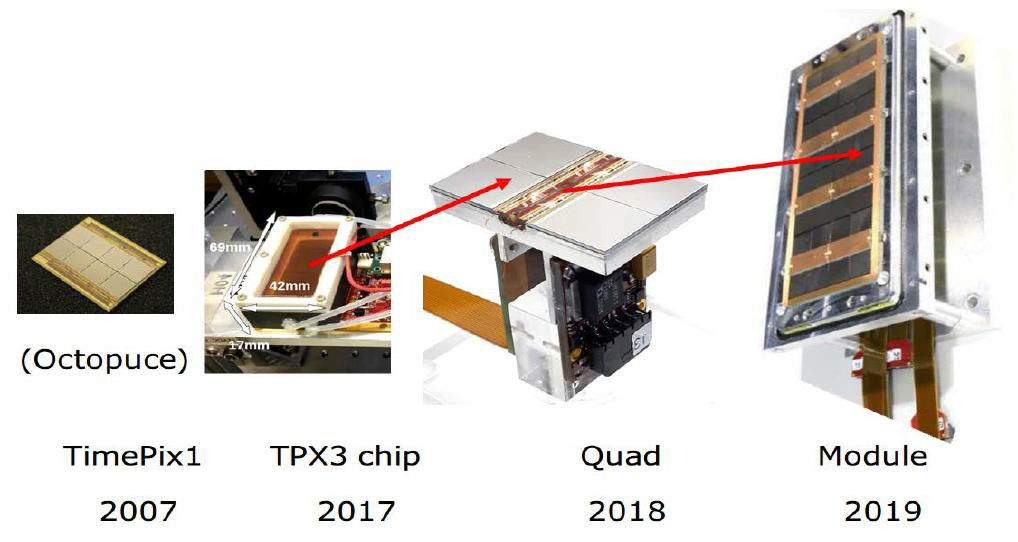 69mm
42mm
17mm
(Octopuce)
TimePix1 TPX3 chip Quad Module
2007 2017 2018 2019